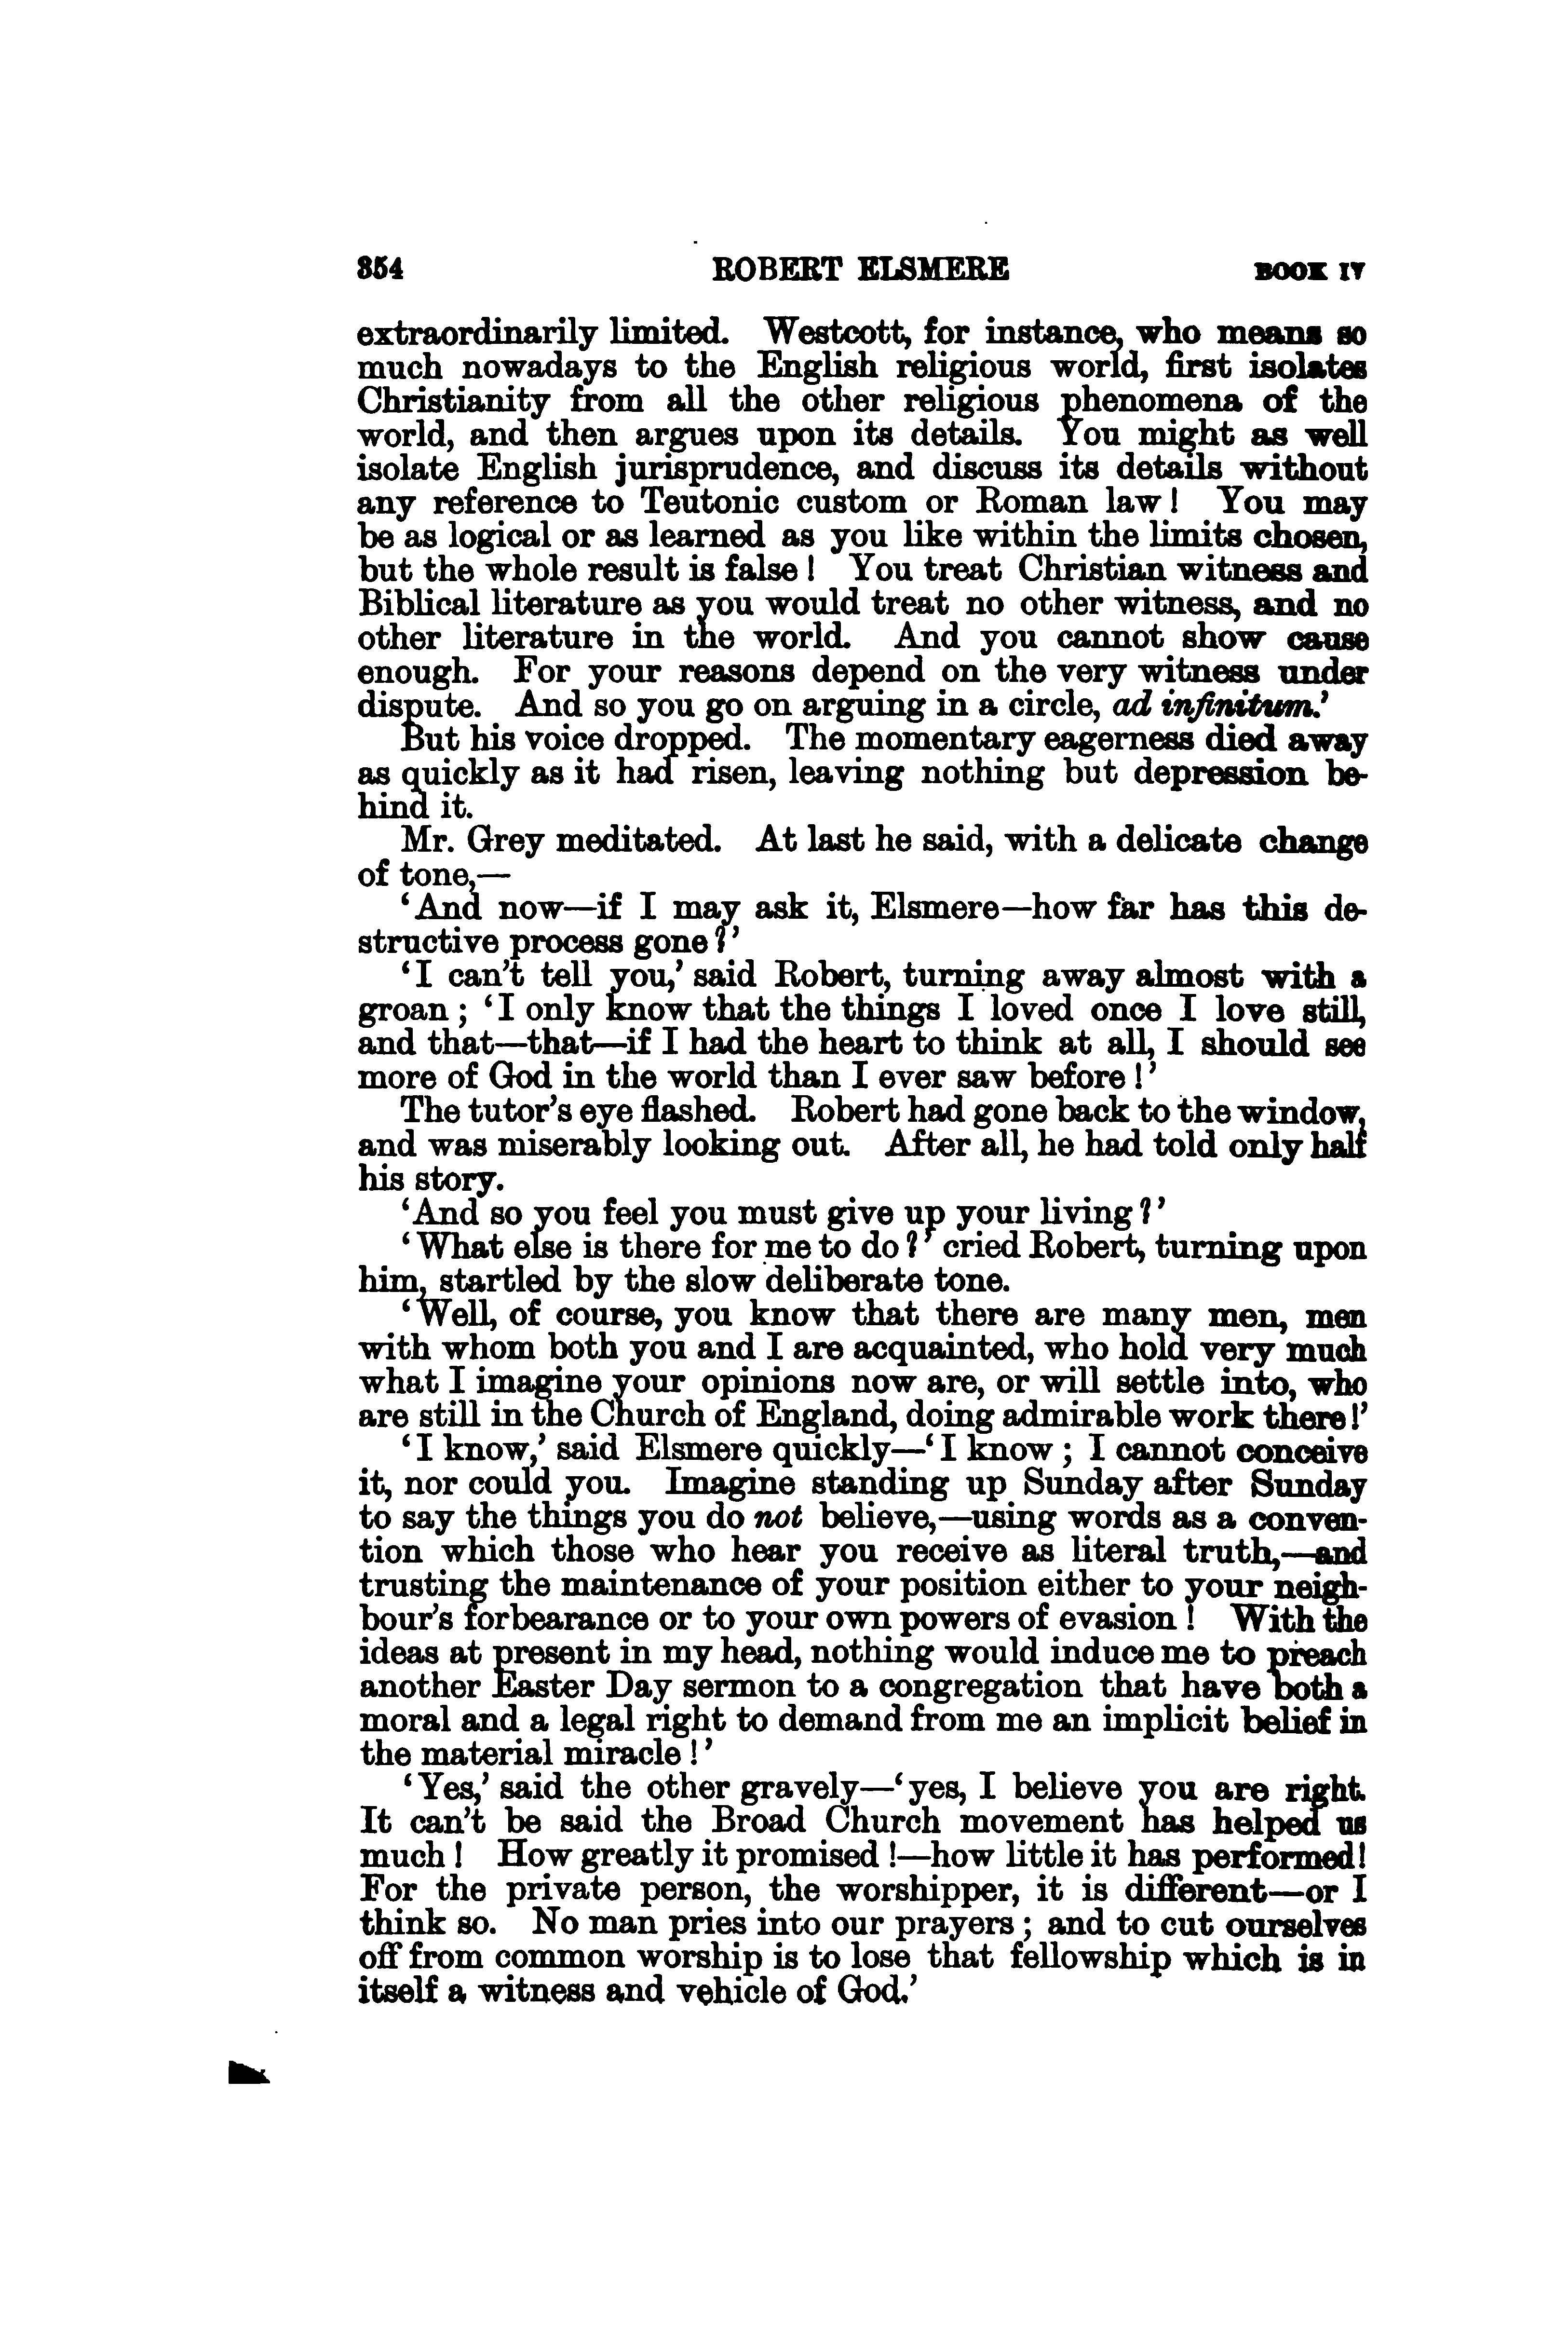 354 ROBERT ELSMERE BOOK IV
extraordinarily limited. Westcott, for instance, who means so
much nowadays to the English religious world, first isolates
Christianity from all the other religious phenomena of the
world, and then argues upon its details. You might as well
isolate English jurisprudence, and discuss its details without
any reference to Teutonic custom or Roman law! You may
be as logical or as learned as you like within the limits chosen,
but the whole result is false! You treat Christian witness and
Biblical literature as you would treat no other witness, and no
other literature in the world. And you cannot show cause
enough. For your reasons depend on the very witness under
dispute. And so you go on arguing in a circle, ad infinitum.'
But his voice dropped. The momentary eagerness died away
as quickly as it had risen, leaving nothing but depression be-
hind it.
Mr. Grey meditated. At last he said, with a delicate change
of tone,—
'And now—if I may ask it, Elsmere—how far has this de-
structive process gone?'
'I can't tell you,' said Robert, turning away almost with a
groan; 'I only know that the things I loved once I love still,
and that—that—if I had the heart to think at all, I should see
more of God in the world than I ever saw before!'
The tutor's eye flashed. Robert had gone back to the window,
and was miserably looking out. After all, he had told only half
his story.
'And so you feel you must give up your living?'
'What else is there for me to do?' cried Robert, turning upon
him, startled by the slow deliberate tone.
'Well, of course, you know that there are many men, men
with whom both you and I are acquainted, who hold very much
what I imagine your opinions now are, or will settle into, who
are still in the Church of England, doing admirable work there!'
'I know,' said Elsmere quickly—'I know; I cannot conceive
it, nor could you. Imagine standing up Sunday after Sunday
to say the things you do not believe,—using words as a conven-
tion which those who hear you receive as literal truth,—and
trusting the maintenance of your position either to your neigh-
bour's forbearance or to your own powers of evasion! With the
ideas at present in my head, nothing would induce me to preach
another Easter Day sermon to a congregation that have both a
moral and a legal right to demand from me an implicit belief in
the material miracle!'
'Yes,' said the other gravely—'yes, I believe you are right.
It can't be said the Broad Church movement has helped us
much! How greatly it promised!—how little it has performed!
For the private person, the worshipper, it is different—or I
think so. No man pries into our prayers; and to cut ourselves
off from common worship is to lose that fellowship which is in
itself a witness and vehicle of God.'